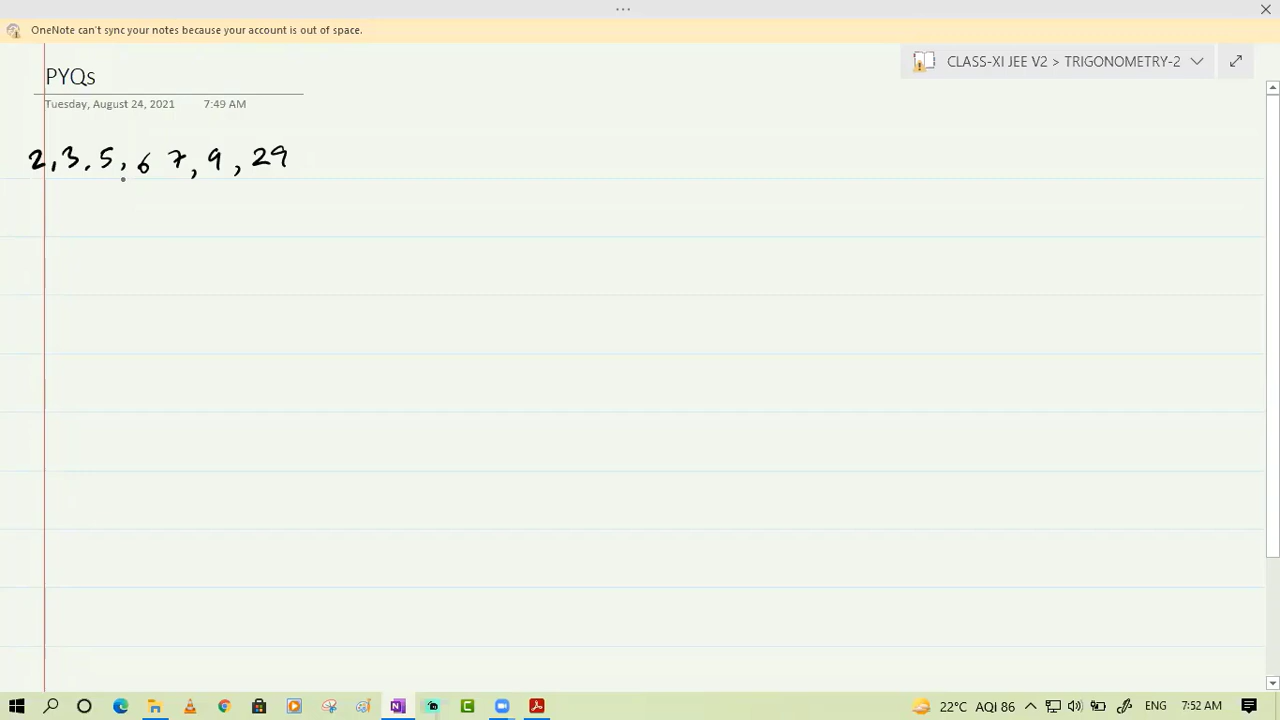 ...
OneNote can't sync your notes because your account is out of space.
PYQs
CLASS-XI JEE V2 > TRIGONOMETRY-2
Tuesday, August 24, 2021 7:49 AM
2, 3, 5, 6 7, 9, 29
22°C AQI 86 ENG 7:52 AM